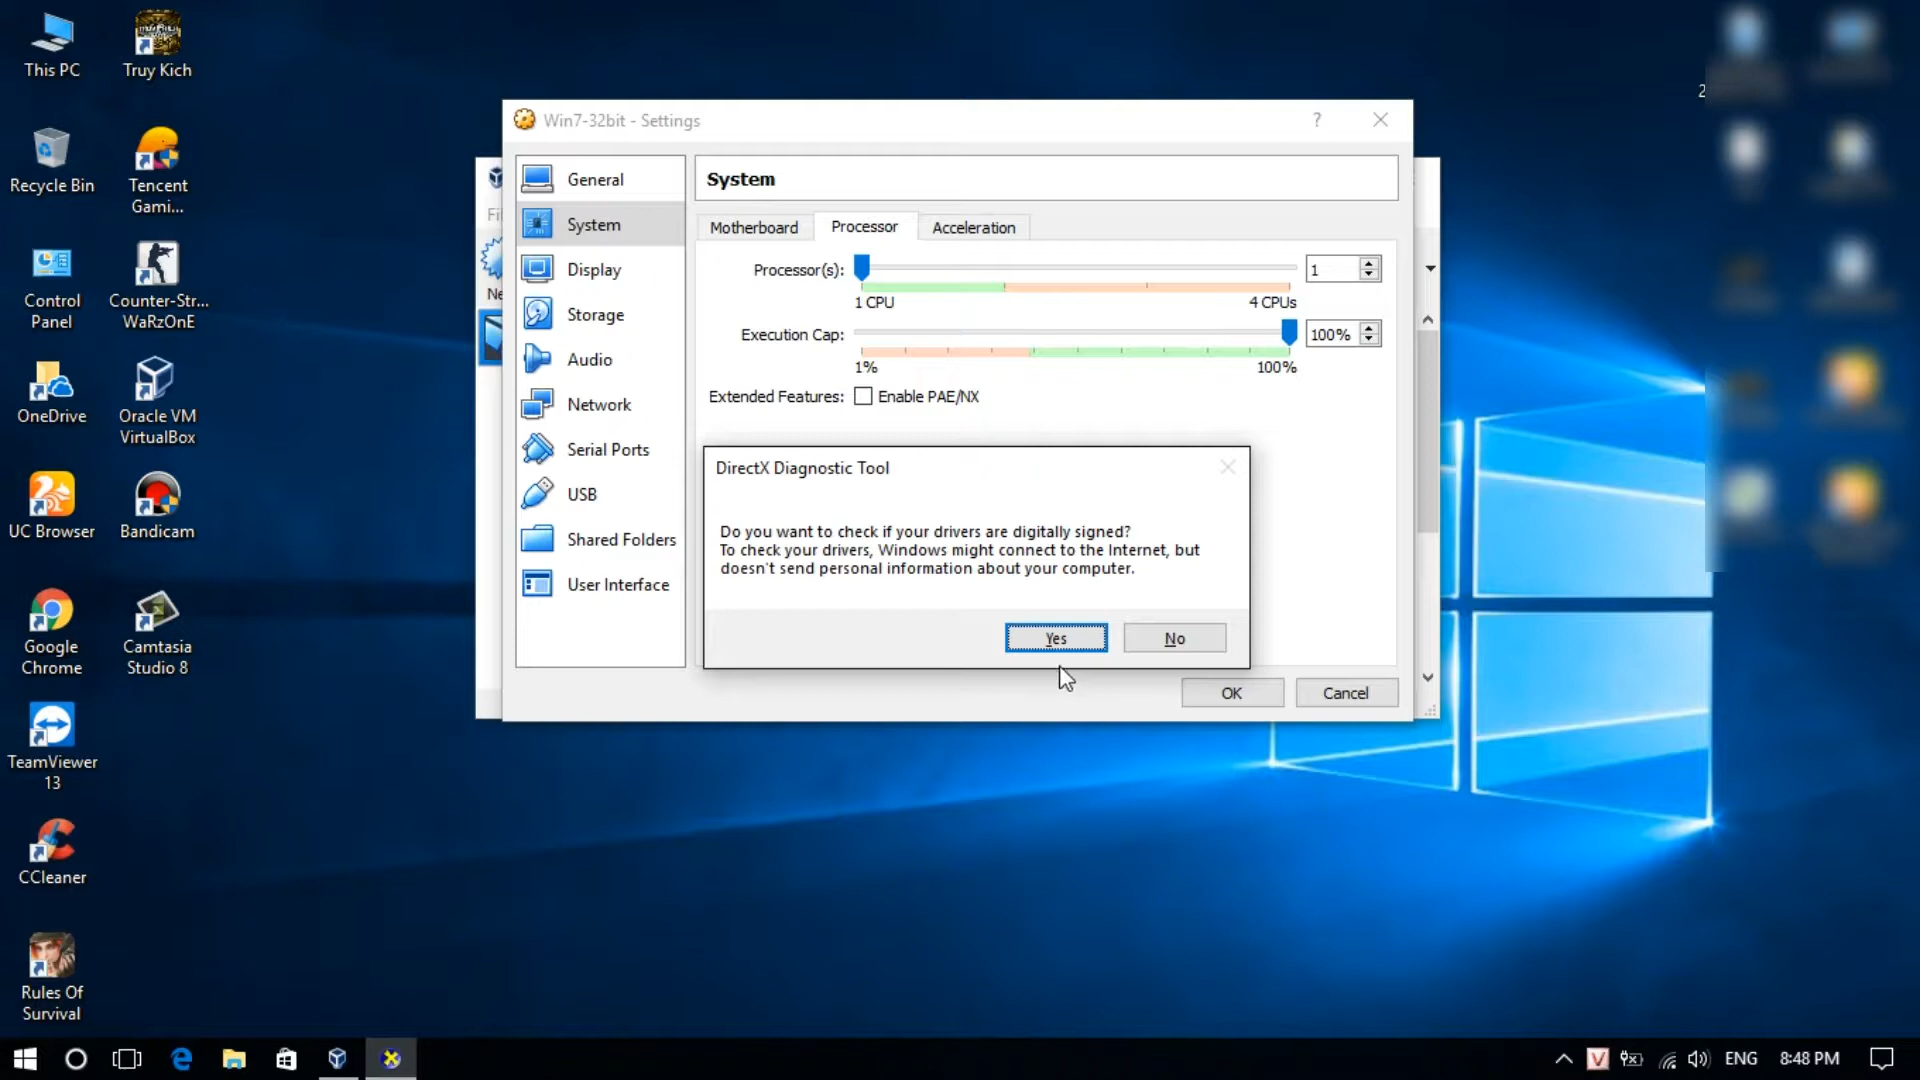 This PC
Truy Kich
Recycle Bin
Tencent
Gami...
Control
Panel
Counter-Str...
WaRzOnE
OneDrive
Oracle VM
VirtualBox
UC Browser
Bandicam
Google
Chrome
Camtasia
Studio 8
TeamViewer
13
CCleaner
Rules Of
Survival
Win7-32bit - Settings
?
General
System
Display
Storage
Audio
Network
Serial Ports
USB
Shared Folders
User Interface
System
Motherboard
Processor
Acceleration
Processor(s):
1
1 CPU
4 CPUs
Execution Cap:
100%
1%
100%
Extended Features:
Enable PAE/NX
DirectX Diagnostic Tool
Do you want to check if your drivers are digitally signed?
To check your drivers, Windows might connect to the Internet, but
doesn't send personal information about your computer.
Yes
No
OK
Cancel
ENG
8:48 PM